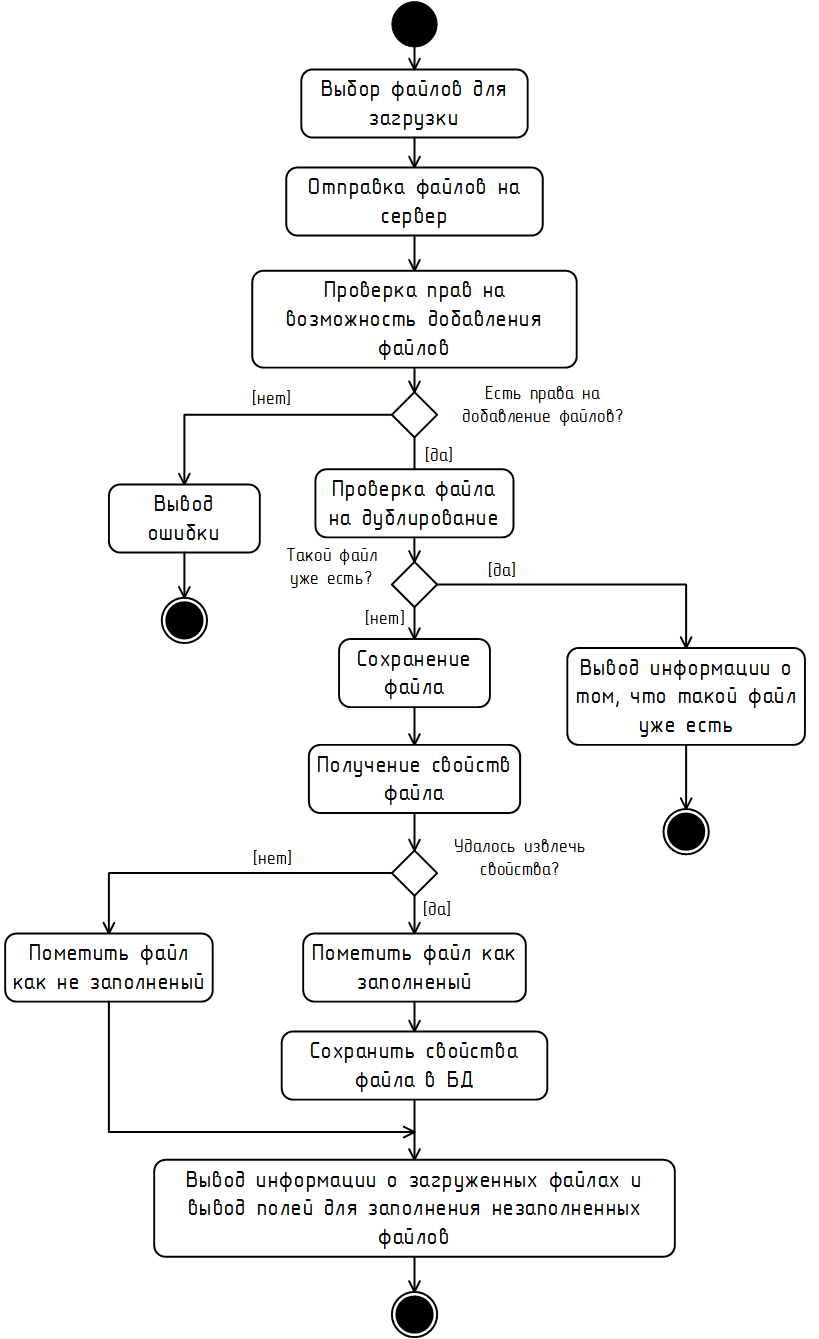 Выбор файлов для
загрузки
Отправка файлов на
сервер
Проверка прав на
возможность добавления
файлов
[нет]
Есть права на
добавление файлов?
[да]
Вывод
ошибки
Проверка файла
на дублирование
Такой файл
уже есть?
[да]
[нет]
Сохранение
файла
Вывод информации о
том, что такой файл
уже есть
Получение свойств
файла
[нет]
Удалось извлечь
свойства?
[да]
Пометить файл
как не заполненый
Пометить файл как
заполненый
Сохранить свойства
файла в БД
Вывод информации о загруженных файлах и
вывод полей для заполнения незаполненных
файлов